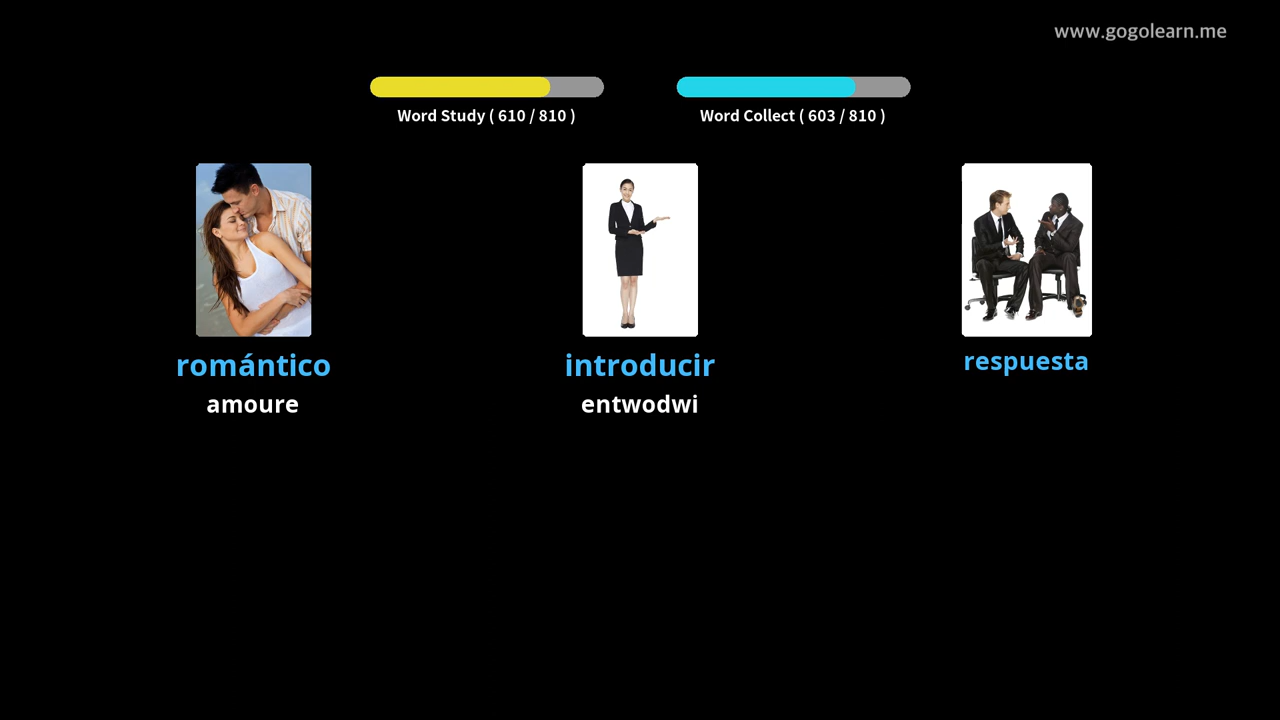 www.gogolearn.me
Word Study ( 610 / 810 )
Word Collect ( 603 / 810 )
romántico
amoure
introducir
entwodwi
respuesta